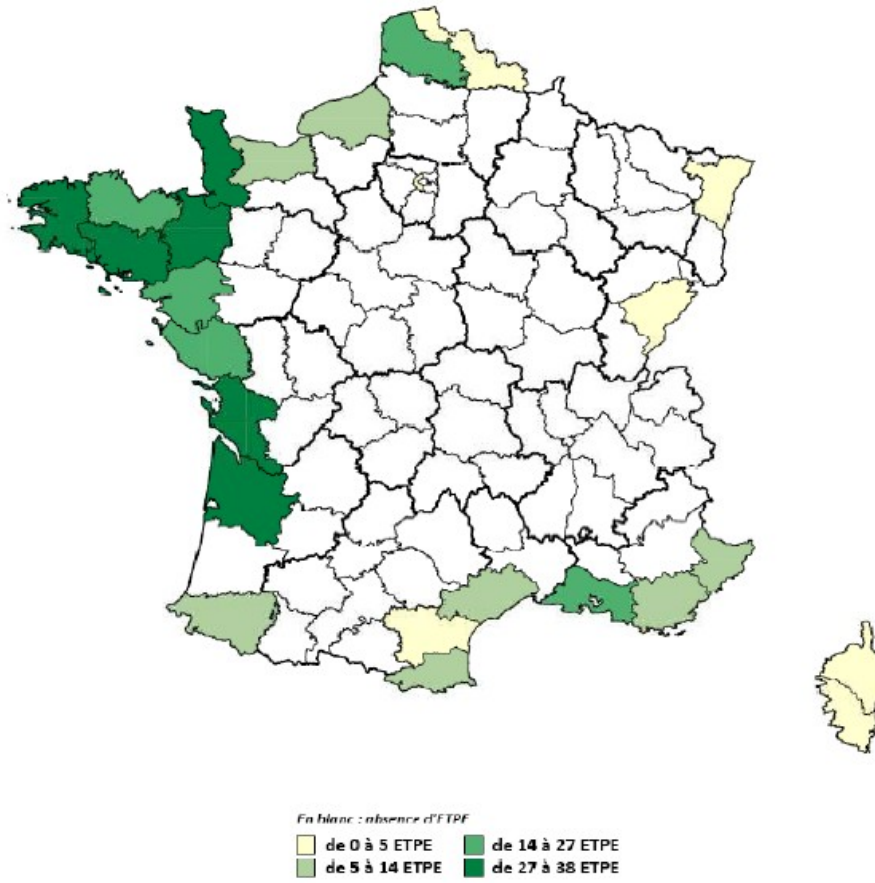 En blanc : absence d'ETPE
de 0 à 5 ETPE
de 14 à 27 ETPE
de 5 à 14 ETPE
de 27 à 38 ETPE